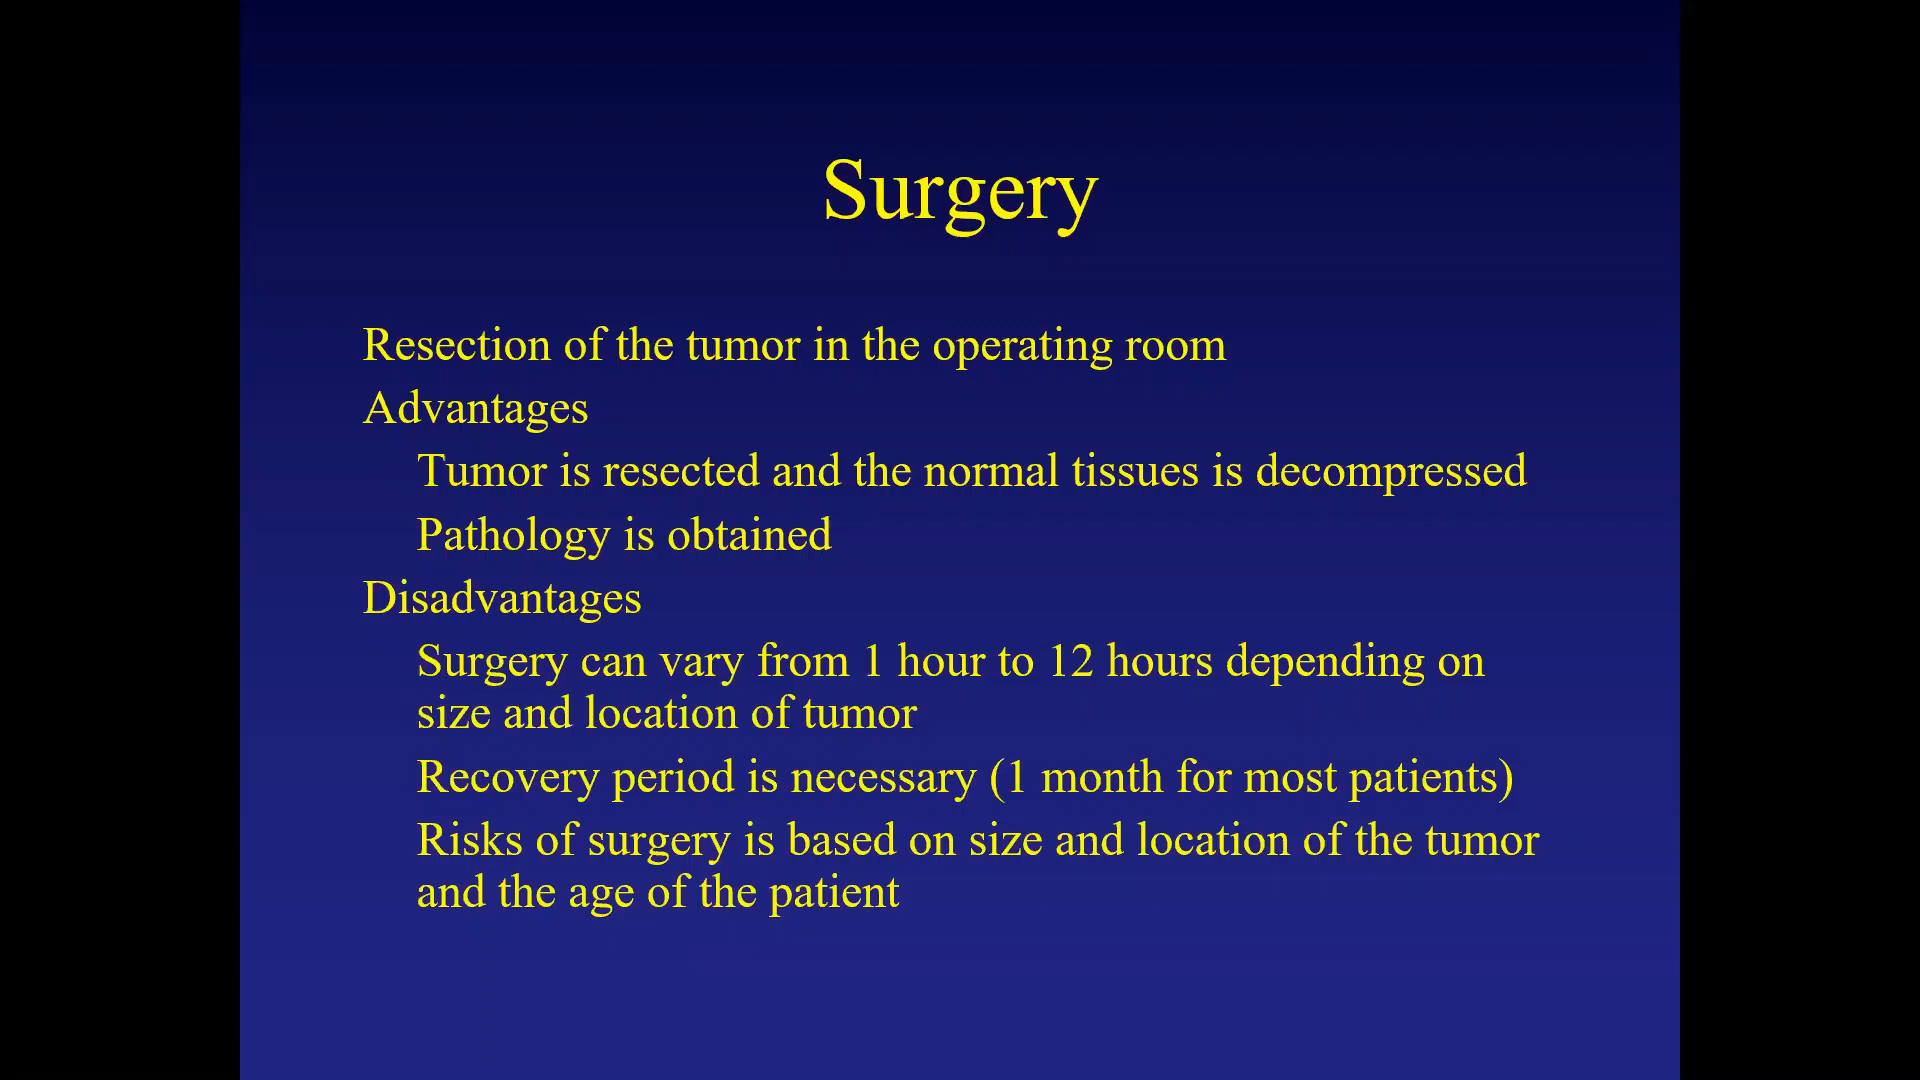 Surgery
Resection of the tumor in the operating room
Advantages
Tumor is resected and the normal tissues is decompressed
Pathology is obtained
Disadvantages
Surgery can vary from 1 hour to 12 hours depending on
size and location of tumor
Recovery period is necessary (1 month for most patients)
Risks of surgery is based on size and location of the tumor
and the age of the patient